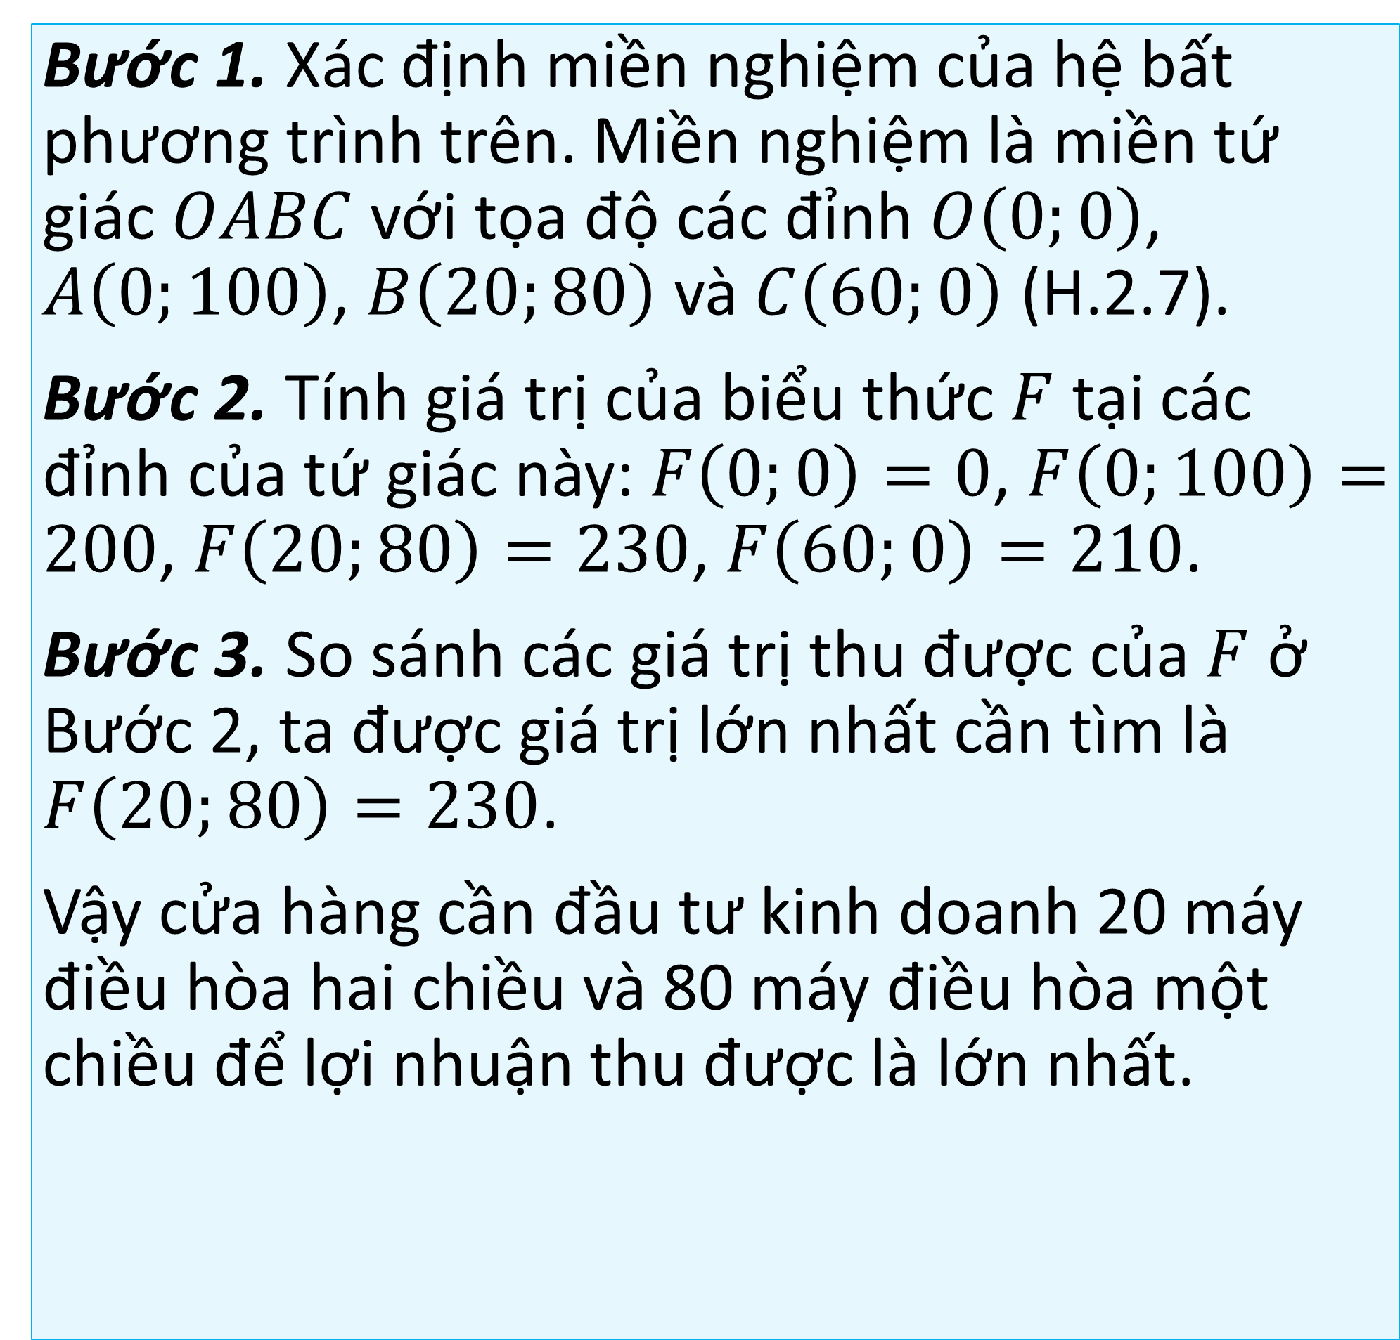 Bước 1. Xác định miền nghiệm của hệ bất
phương trình trên. Miền nghiệm là miền tứ
giác OABC với tọa độ các đỉnh O(0; 0),
A(0; 100), B(20; 80) và C(60; 0) (H.2.7).
Bước 2. Tính giá trị của biểu thức F tại các
đỉnh của tứ giác này: F(0; 0) = 0, F(0; 100) =
200, F(20; 80) = 230, F(60; 0) = 210.
Bước 3. So sánh các giá trị thu được của F ở
Bước 2, ta được giá trị lớn nhất cần tìm là
F(20; 80) = 230.
Vậy cửa hàng cần đầu tư kinh doanh 20 máy
điều hòa hai chiều và 80 máy điều hòa một
chiều để lợi nhuận thu được là lớn nhất.